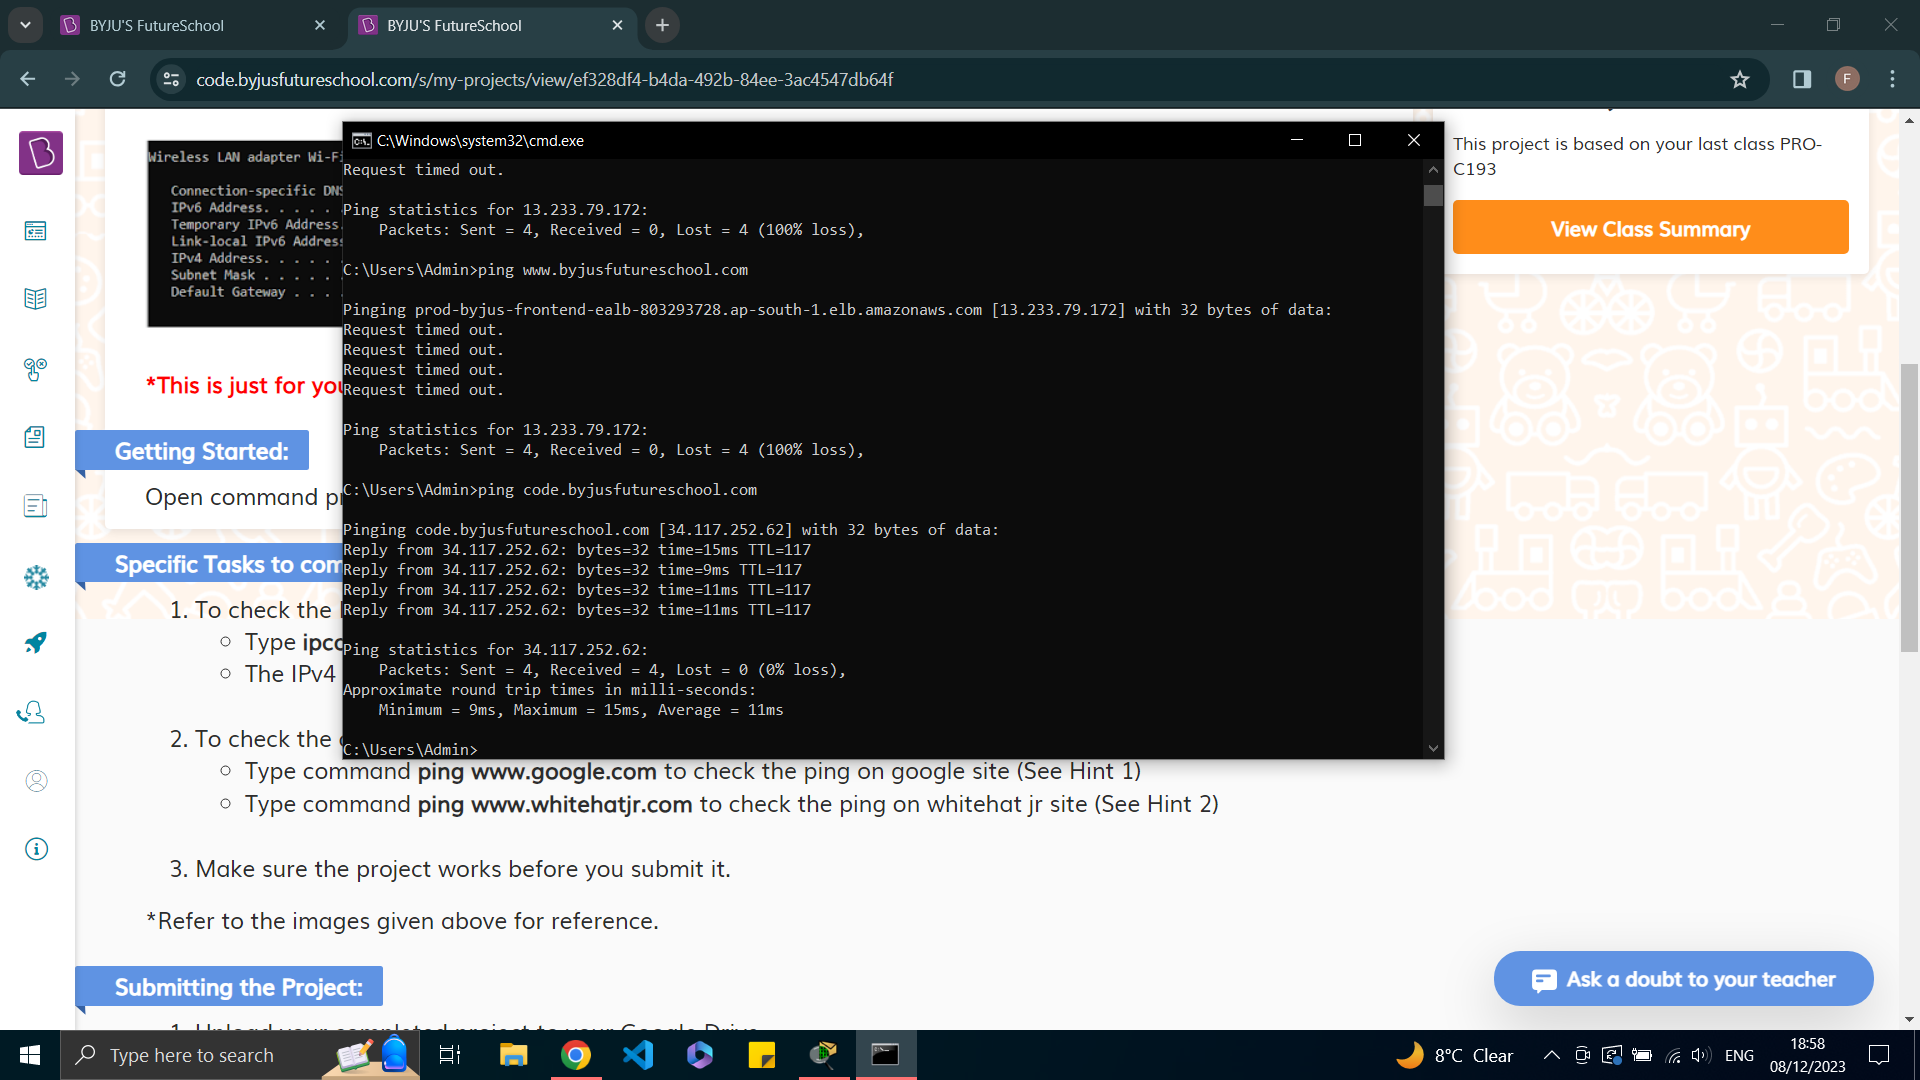 BYJU'S FutureSchool
BYJU'S FutureSchool
code.byjusfutureschool.com/s/my-projects/view/ef328df4-b4da-492b-84ee-3ac4547db64f
F
C:\Windows\system32\cmd.exe
Request timed out.
Ping statistics for 13.233.79.172:
Packets: Sent = 4, Received = 0, Lost = 4 (100% loss),
C:\Users\Admin>ping www.byjusfutureschool.com
Pinging prod-byjus-frontend-ealb-803293728.ap-south-1.elb.amazonaws.com [13.233.79.172] with 32 bytes of data:
Request timed out.
Request timed out.
Request timed out.
Request timed out.
Ping statistics for 13.233.79.172:
Packets: Sent = 4, Received = 0, Lost = 4 (100% loss),
C:\Users\Admin>ping code.byjusfutureschool.com
Pinging code.byjusfutureschool.com [34.117.252.62] with 32 bytes of data:
Reply from 34.117.252.62: bytes=32 time=15ms TTL=117
Reply from 34.117.252.62: bytes=32 time=9ms TTL=117
Reply from 34.117.252.62: bytes=32 time=11ms TTL=117
Reply from 34.117.252.62: bytes=32 time=11ms TTL=117
Ping statistics for 34.117.252.62:
Packets: Sent = 4, Received = 4, Lost = 0 (0% loss),
Approximate round trip times in milli-seconds:
Minimum = 9ms, Maximum = 15ms, Average = 11ms
C:\Users\Admin>
Wireless LAN adapter Wi-Fi
Connection-specific DNS
IPv6 Address. . . . . .
Temporary IPv6 Address.
Link-local IPv6 Address
IPv4 Address. . . . . .
Subnet Mask . . . . . .
Default Gateway . . . .
*This is just for you
Getting Started:
Open command
Specific Tasks to
1. To check the
Type
The IPv4
2. To check the
Type command ping www.google.com to check the ping on google site (See Hint 1)
Type command ping www.whitehatjr.com to check the ping on whitehat jr site (See Hint 2)
3. Make sure the project works before you submit it.
*Refer to the images given above for reference.
Submitting the Project:
1. Upload your completed project to your Google Drive
This project is based on your last class PRO-
C193
View Class Summary
Ask a doubt to your teacher
Type here to search
8°C Clear
ENG
18:58
08/12/2023